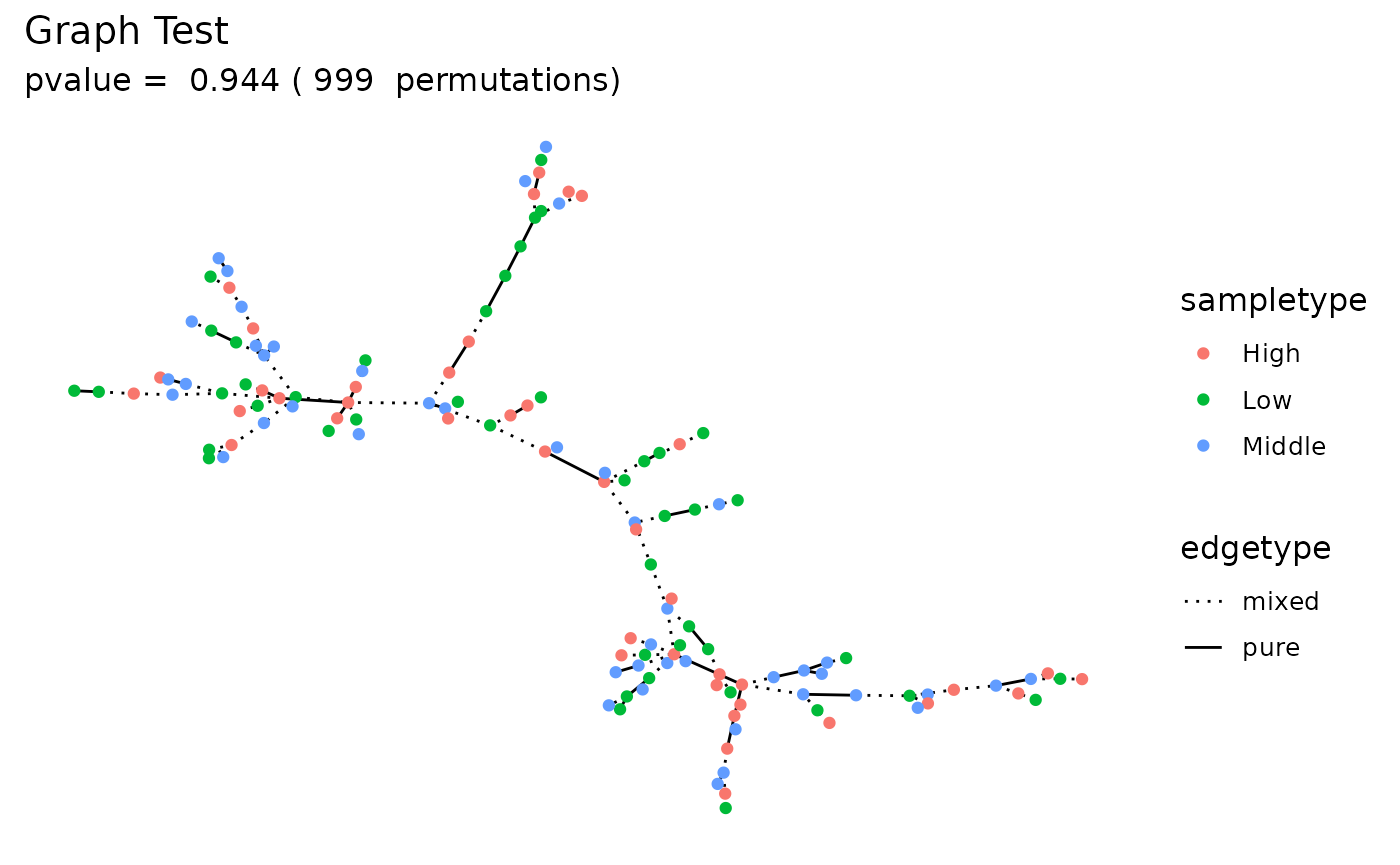 Graph Test
pvalue =  0.944 ( 999  permutations)
sampletype
High
Low
Middle
edgetype
mixed
pure